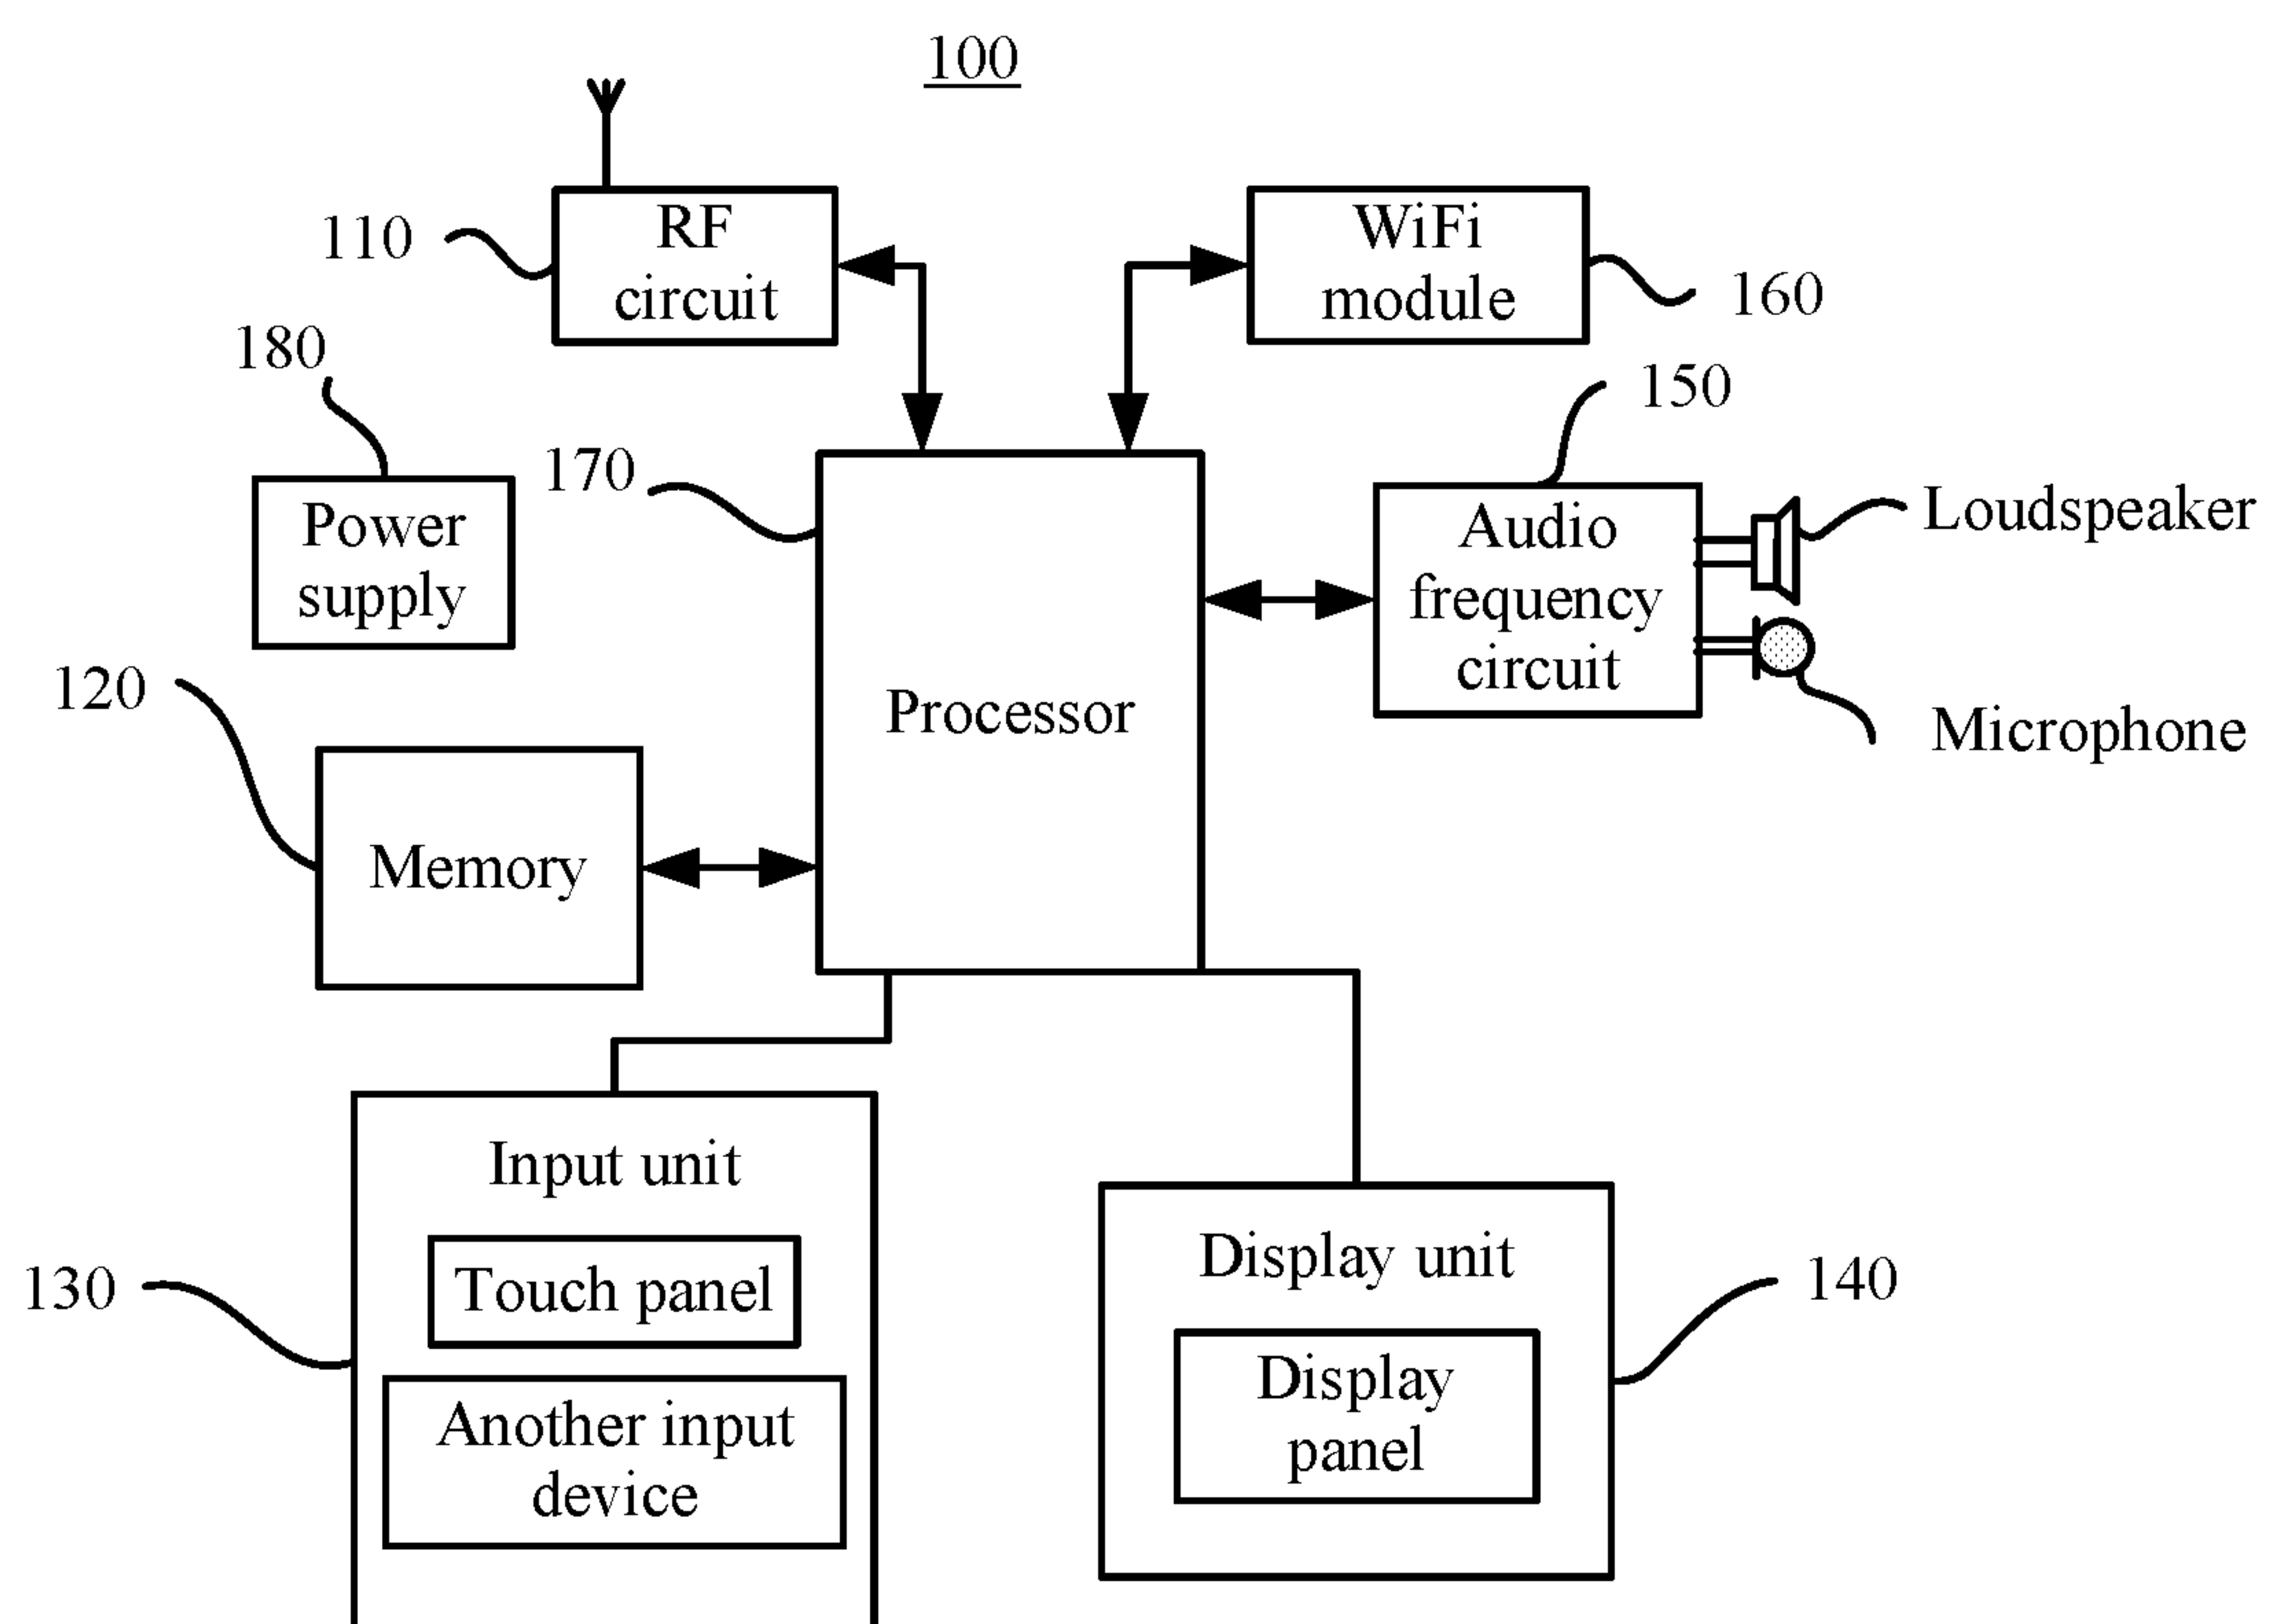 100
110
RF
circuit
WiFi
module
160
180
150
170
Power
supply
Audio
frequency
circuit
Loudspeaker
Microphone
120
Processor
Memory
Input unit
Touch panel
Another input
device
130
Display unit
Display
panel
140